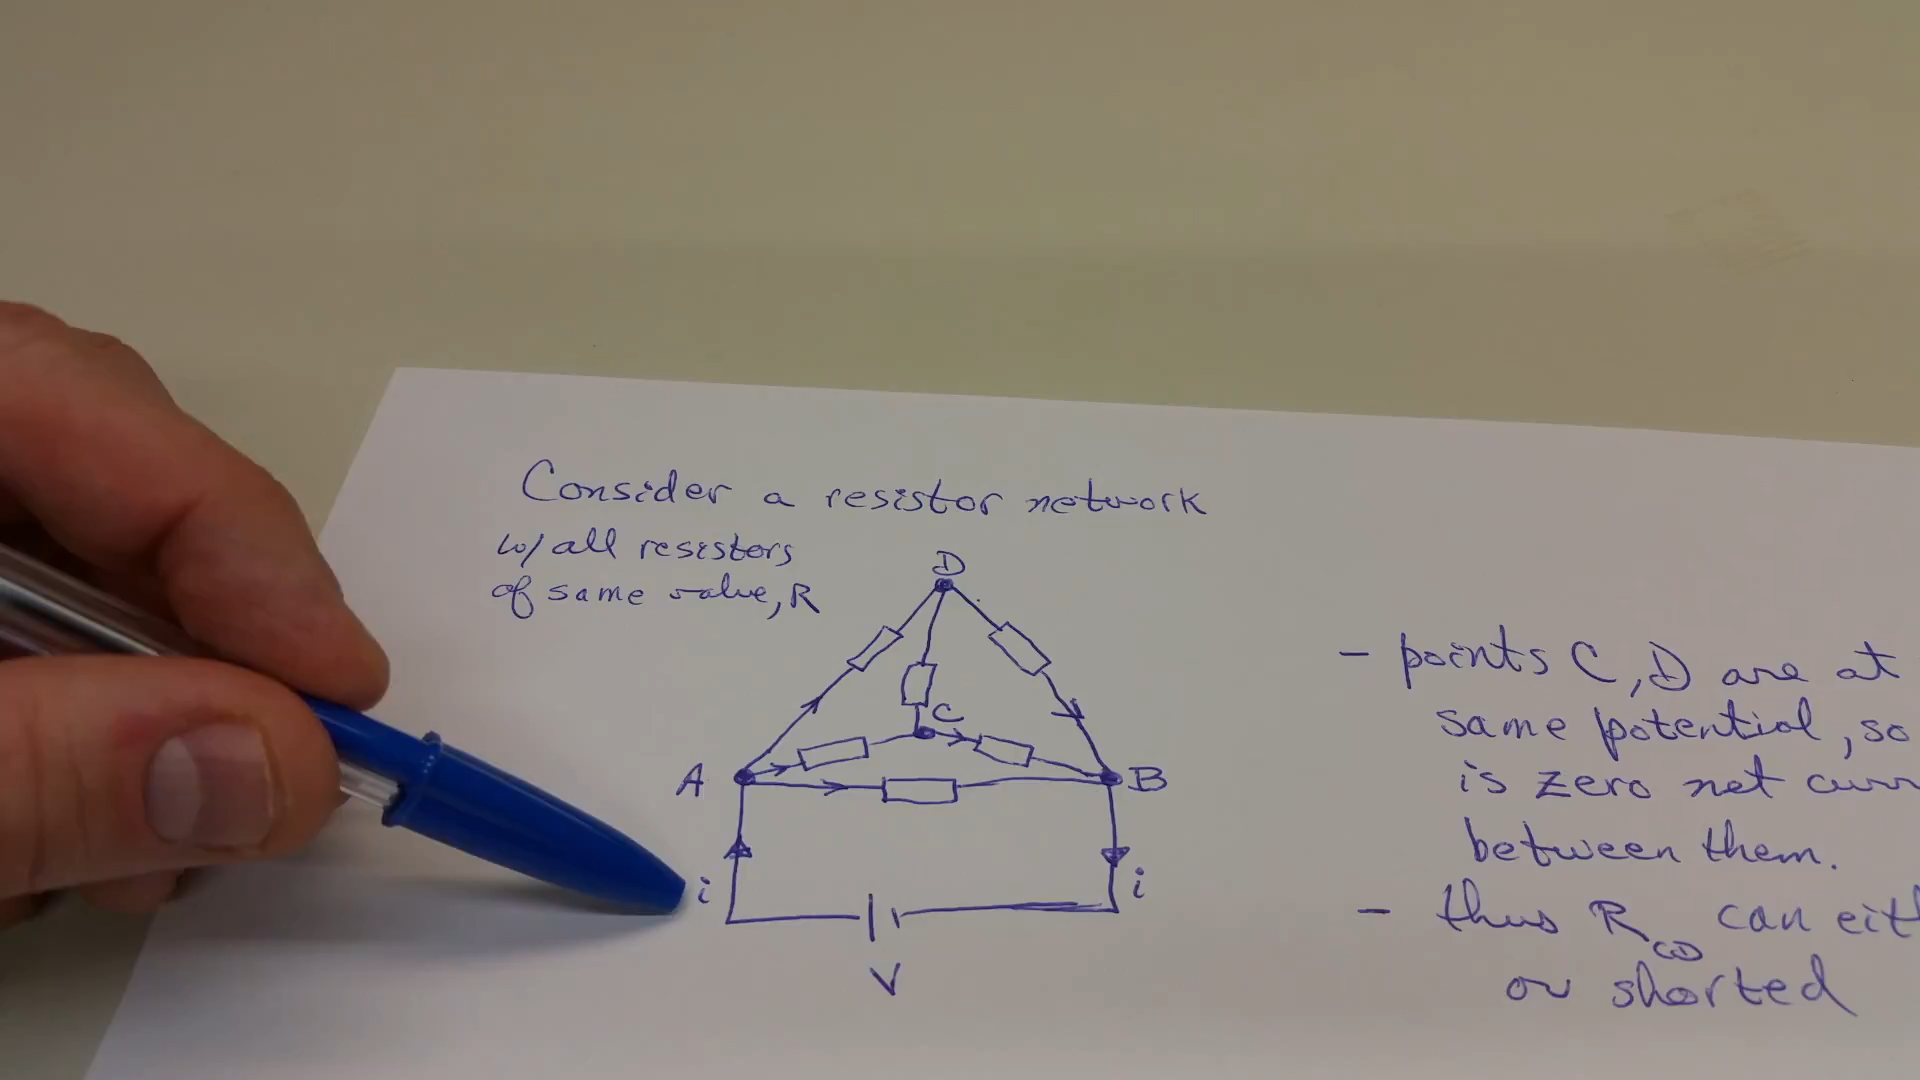 Consider a resistor network
w/ all resistors
of same value, R
D
C
A
B
i
i
V
- points C, D are at
same potential, so
is zero net
between them.
- thus R_CD can
or shorted